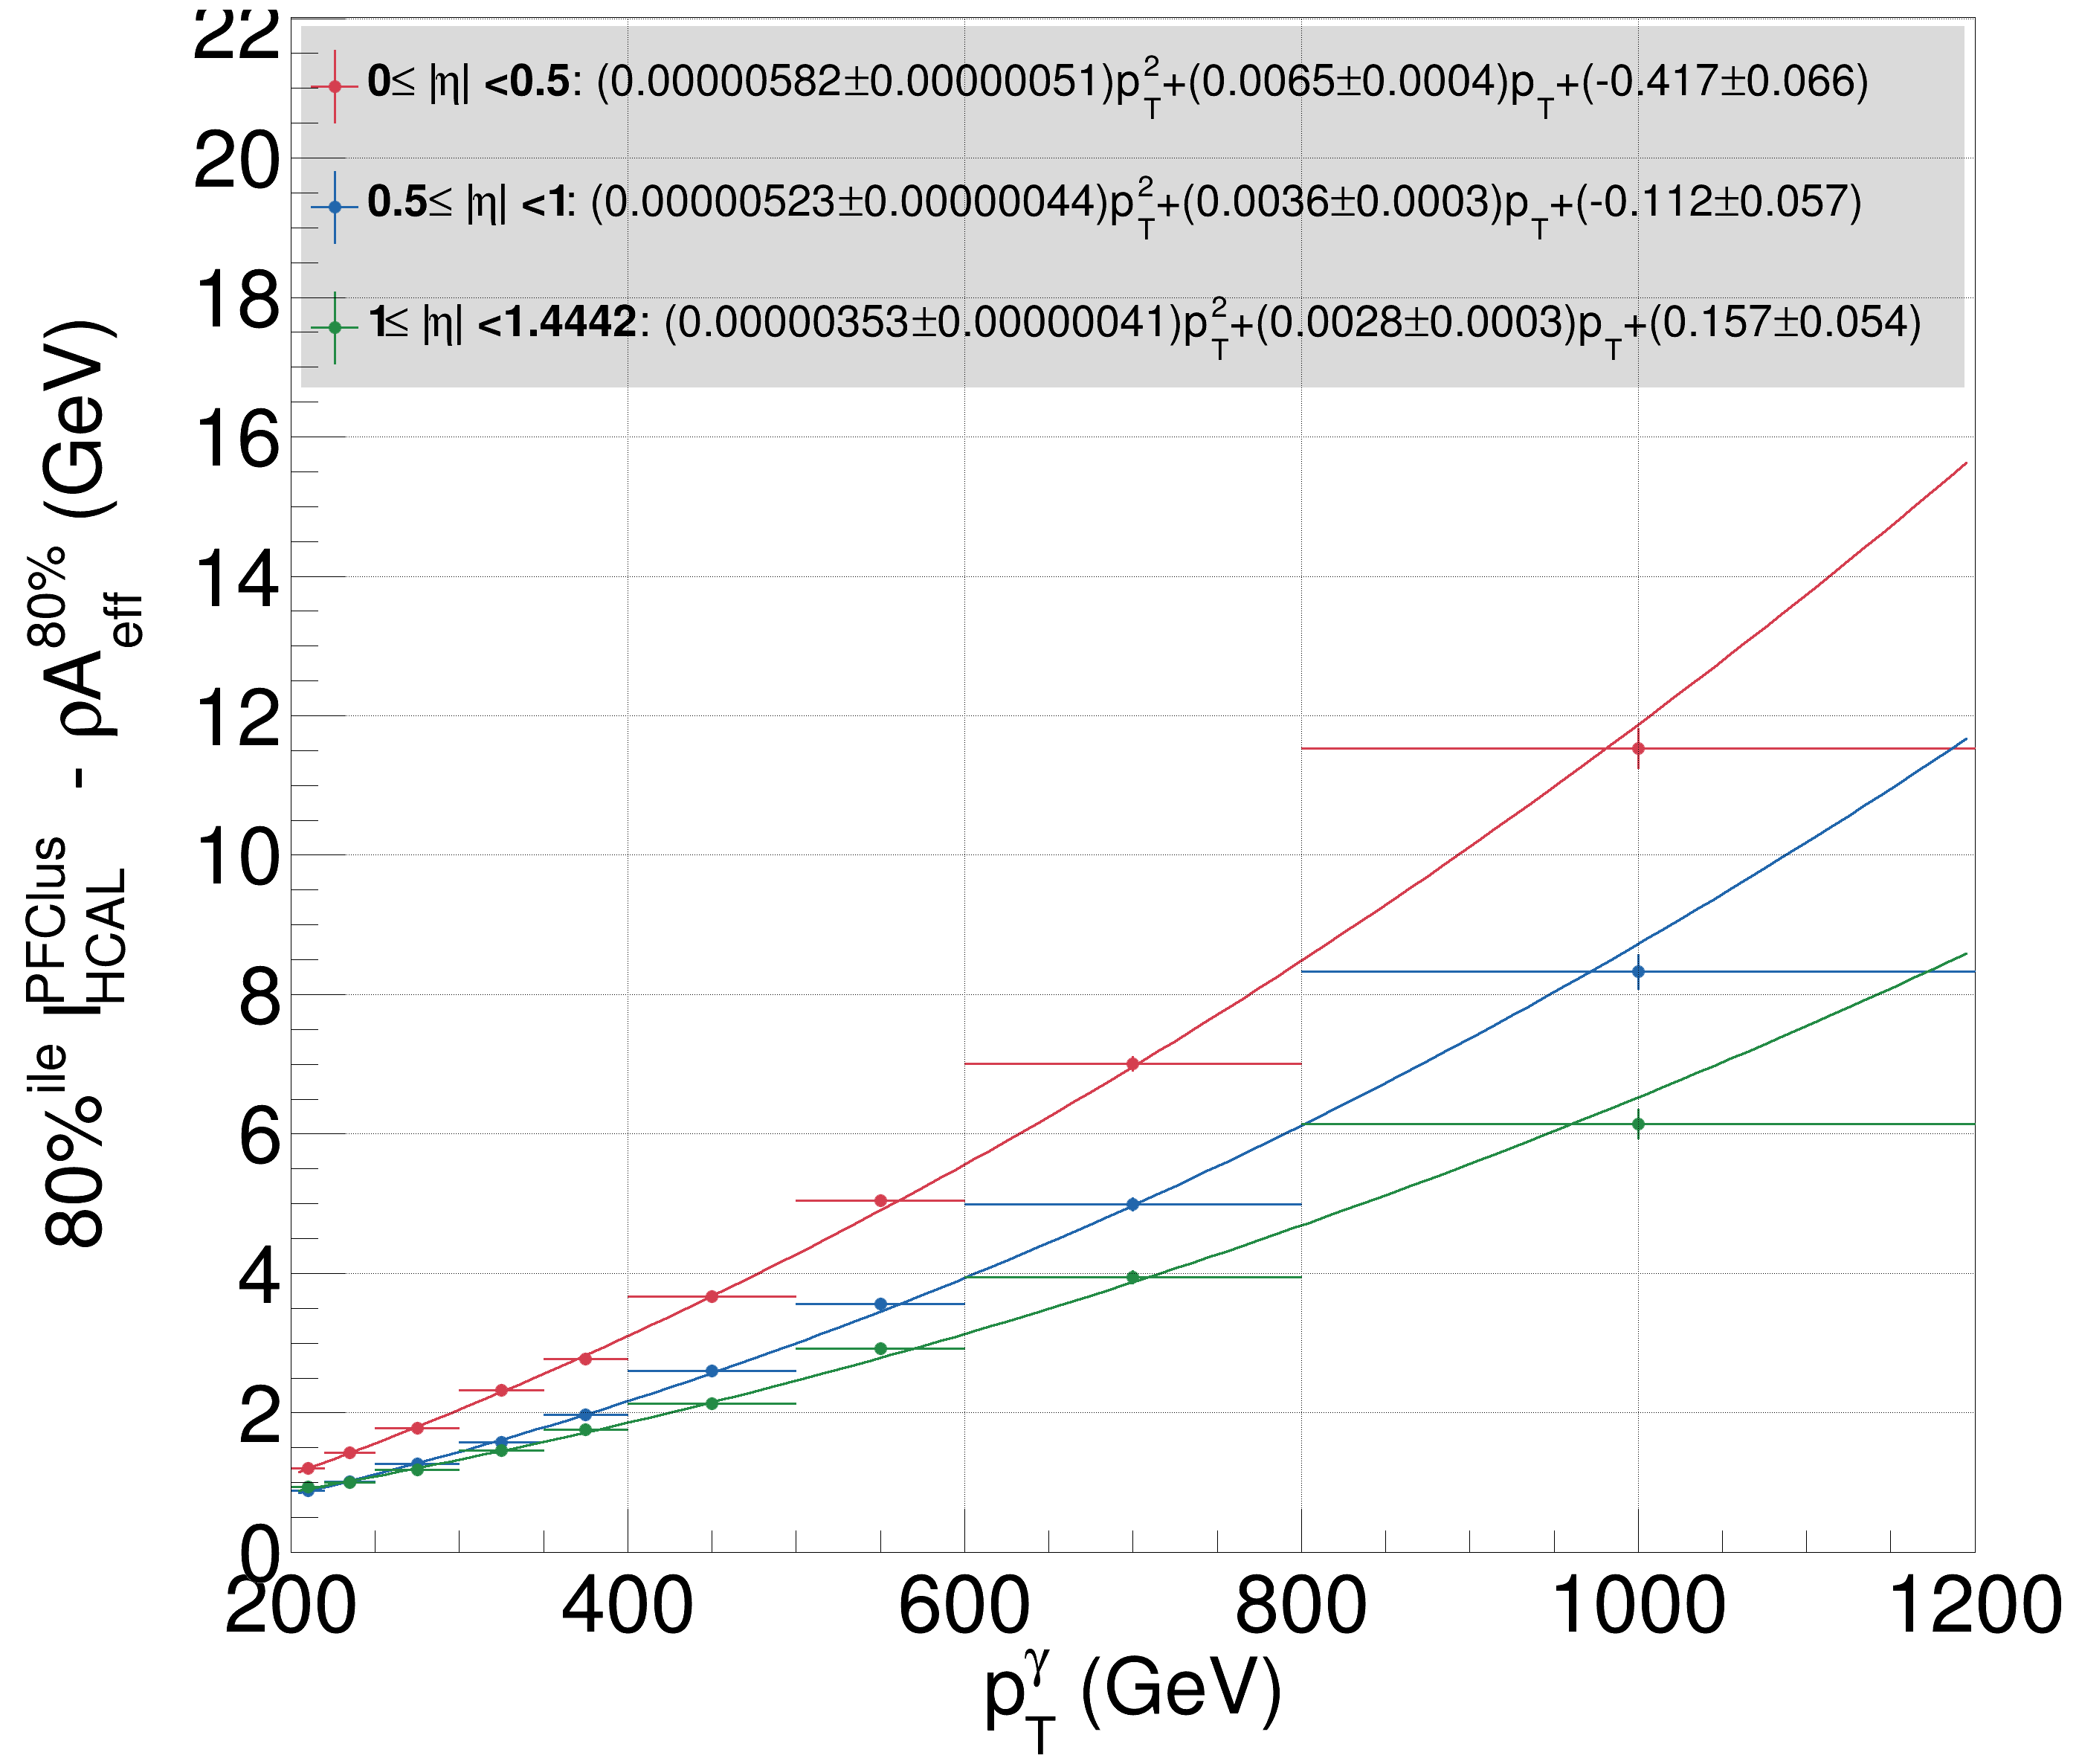 0≤ |η| <0.5: (0.00000582±0.00000051)p_T^2+(0.0065±0.0004)p_T+(-0.417±0.066)
0.5≤ |η| <1: (0.00000523±0.00000044)p_T^2+(0.0036±0.0003)p_T+(-0.112±0.057)
1≤ |η| <1.4442: (0.00000353±0.00000041)p_T^2+(0.0028±0.0003)p_T+(0.157±0.054)
80%^ile I_HCAL^PFClus - ρA_eff^80% (GeV)
22
20
18
16
14
12
10
8
6
4
2
0
200 400 600 800 1000 1200
p_T^γ (GeV)